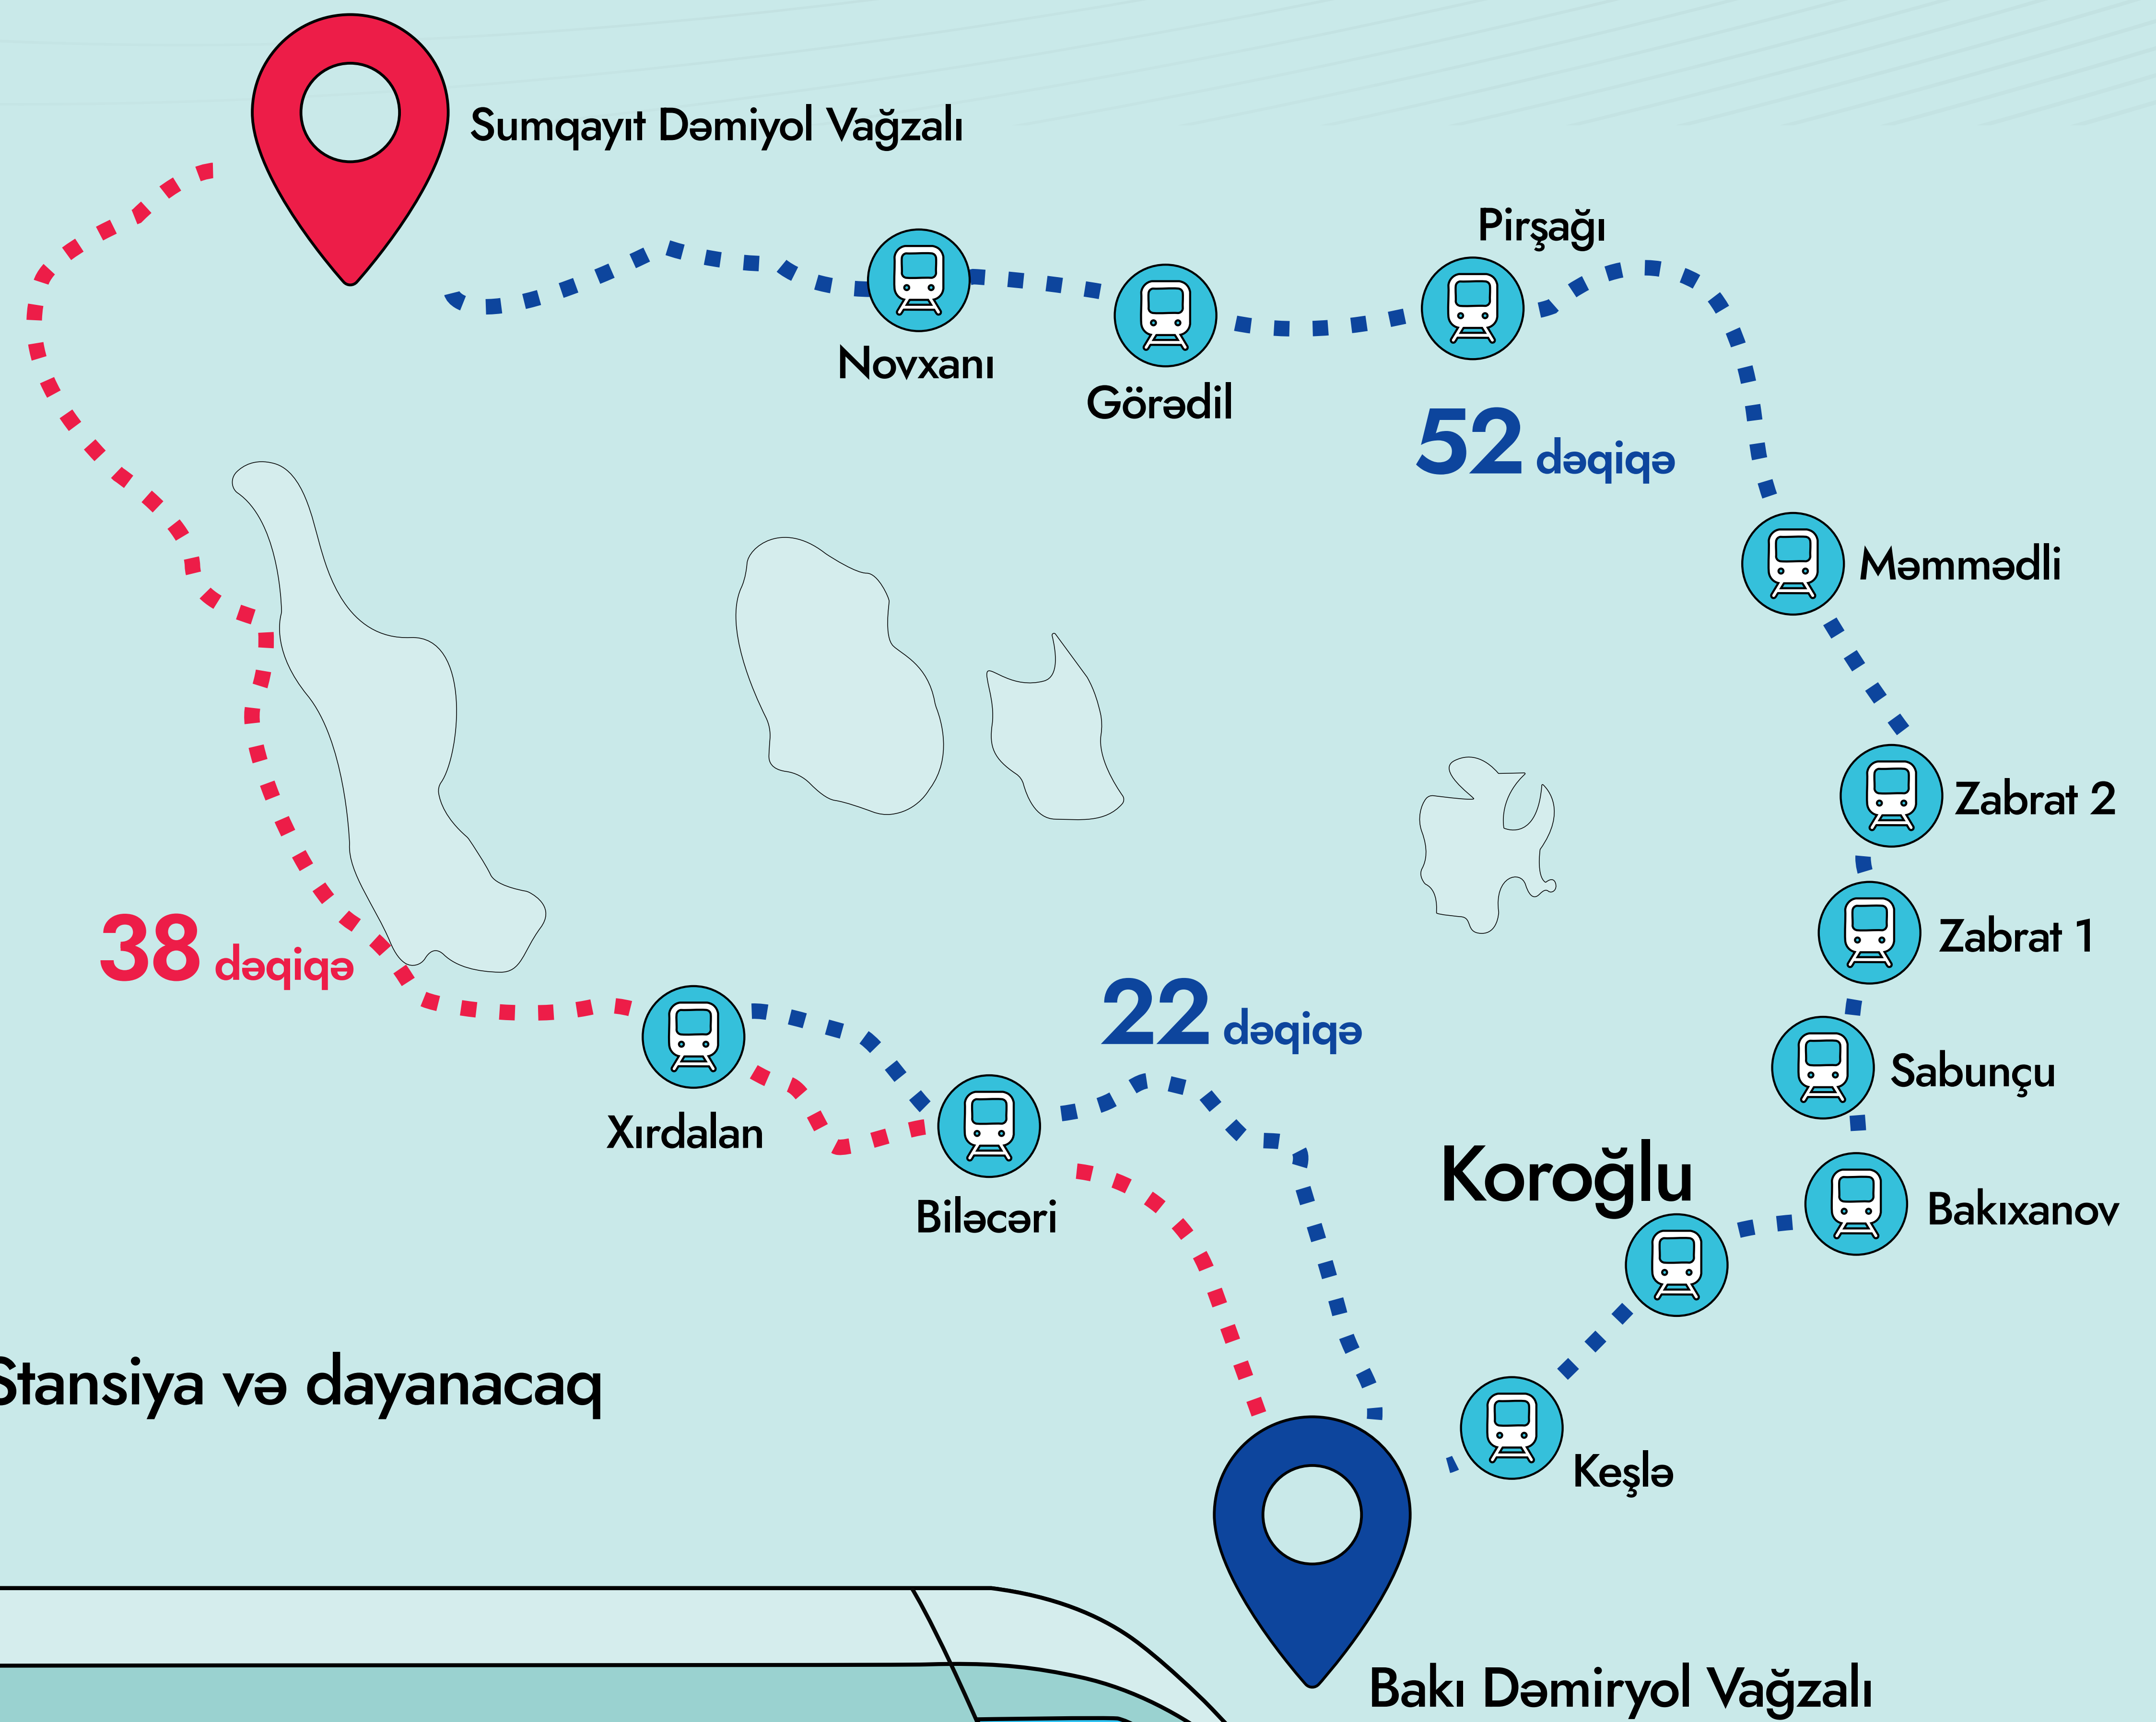 Sumqayıt Dəmiyol Vağzalı
Pirşağı
Novxanı
Görədil
52 dəqiqə
Məmmədli
Zabrat 2
Zabrat 1
38 dəqiqə
22 dəqiqə
Sabunçu
Xırdalan
Koroğlu
Biləcəri
Bakıxanov
Stansiya və dayanacaq
Keşlə
Bakı Dəmiryol Vağzalı